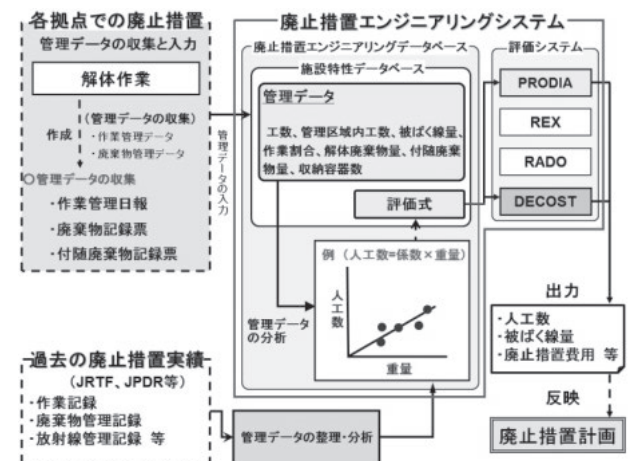 各拠点での廃止措置
管理データの収集と入力
解体作業
(管理データの収集)
作成
・作業管理データ
・廃棄物管理データ
○管理データの収集
・作業管理日報
・廃棄物記録票
・付随廃棄物記録票
管理データの入力
過去の廃止措置実績
(JRTF、JPDR等)
・作業記録
・廃棄物管理記録
・放射線管理記録 等
管理データの整理・分析
廃止措置エンジニアリングシステム
廃止措置エンジニアリングデータベース
施設特性データベース
管理データ
工数、管理区域内工数、被ばく線量、
作業割合、解体廃棄物量、付随廃棄
物量、収納容器数
評価式
例 (人工数=係数×重量)
人工数
重量
管理データ
の分析
評価システム
PRODIA
REX
RADO
DECOST
出力
・人工数
・被ばく線量
・廃止措置費用 等
反映
廃止措置計画